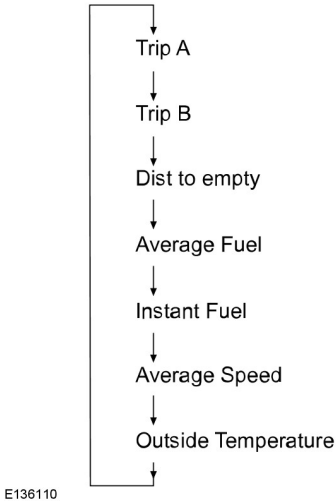 Trip A
Trip B
Dist to empty
Average Fuel
Instant Fuel
Average Speed
Outside Temperature
E136110